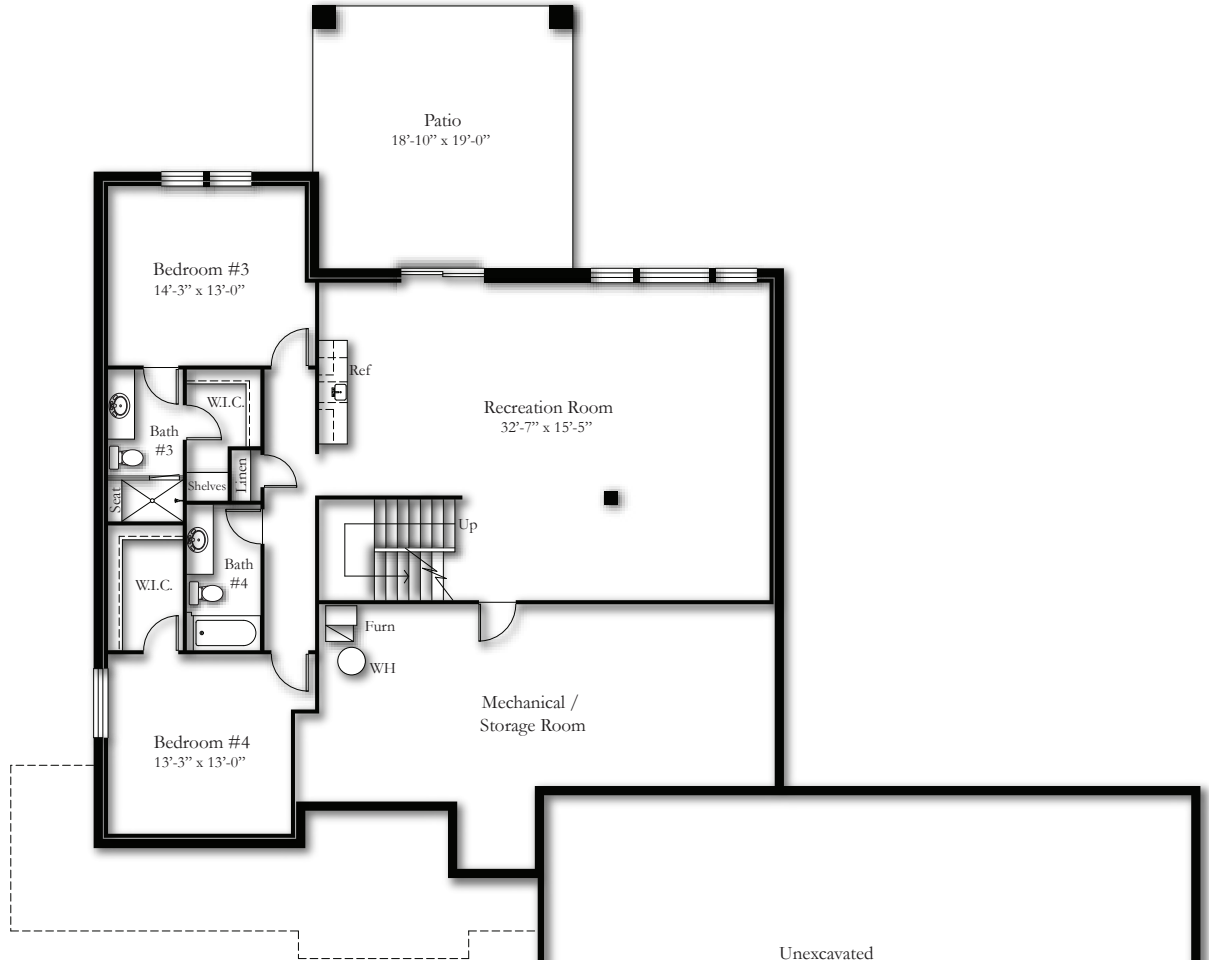 Patio
18’-10” x 19’-0”
Bedroom #3
14’-3” x 13’-0”
Ref
Recreation Room
32’-7” x 15’-5”
W.I.C.
Bath
#3
Linen
Shelves
Seat
Up
Bath
#4
W.I.C.
Furn
WH
Mechanical /
Storage Room
Bedroom #4
13’-3” x 13’-0”
Unexcavated